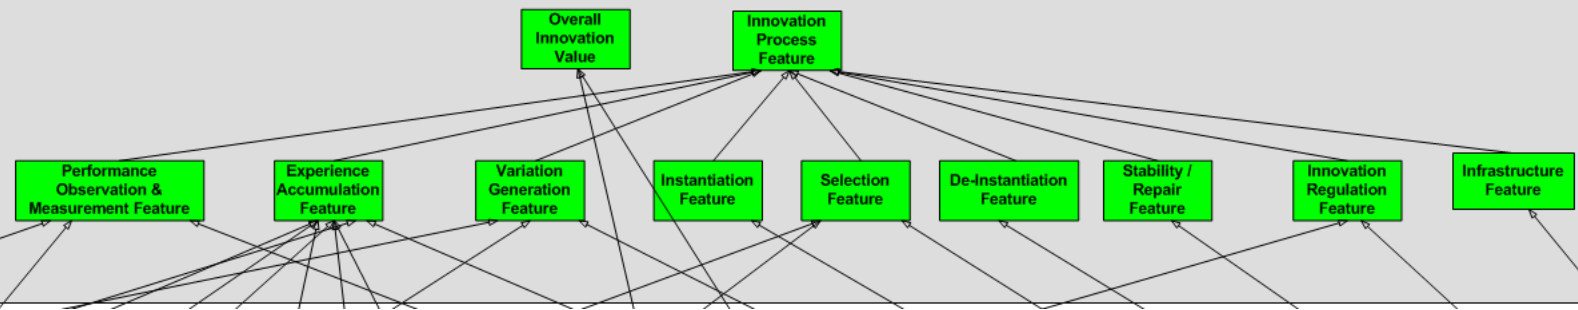 Overall
Innovation
Value
Innovation
Process
Feature
Performance
Observation &
Measurement Feature
Experience
Accumulation
Feature
Variation
Generation
Feature
Instantiation
Feature
Selection
Feature
De-Instantiation
Feature
Stability /
Repair
Feature
Innovation
Regulation
Feature
Infrastructure
Feature